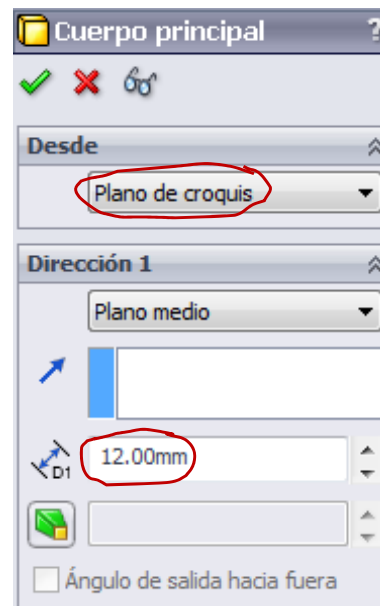 Cuerpo principal ?
Desde
Plano de croquis
Dirección 1
Plano medio
D1 12.00mm
Ángulo de salida hacia fuera